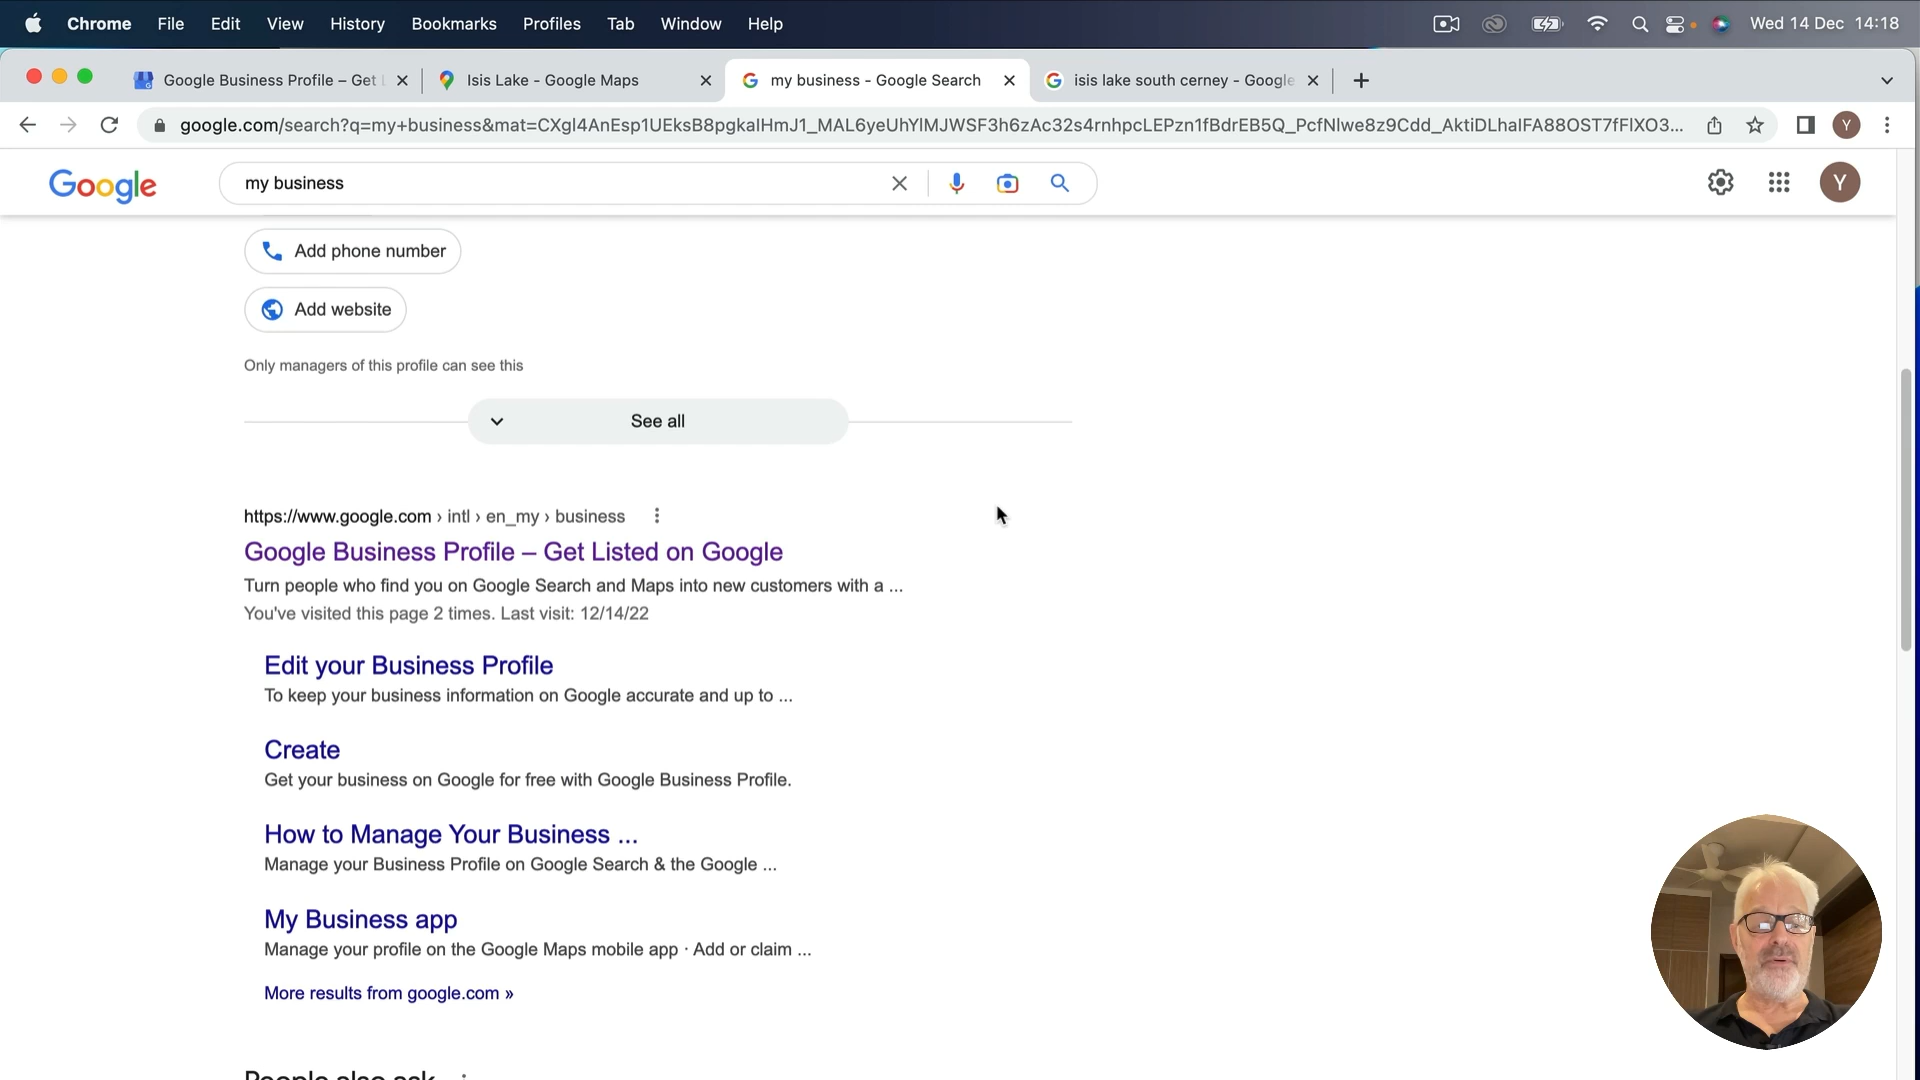 Chrome File Edit View History Bookmarks Profiles Tab Window Help Wed 14 Dec 14:18
Google Business Profile – Get L Isis Lake - Google Maps my business - Google Search isis lake south cerney - Google
google.com/search?q=my+business&mat=CXgl4AnEsp1UEksB8pgkaIHmJ1_MAL6yeUhYlMJWSF3h6zAc32s4rnhpcLEPzn1fBdrEB5Q_PcfNlwe8z9Cdd_AktiDLhaIFA88OST7fFlXO3... Y
Google my business Y
Add phone number
Add website
Only managers of this profile can see this
See all
https://www.google.com › intl › en_my › business
Google Business Profile – Get Listed on Google
Turn people who find you on Google Search and Maps into new customers with a ...
You've visited this page 2 times. Last visit: 12/14/22
Edit your Business Profile
To keep your business information on Google accurate and up to ...
Create
Get your business on Google for free with Google Business Profile.
How to Manage Your Business ...
Manage your Business Profile on Google Search & the Google ...
My Business app
Manage your profile on the Google Maps mobile app · Add or claim ...
More results from google.com »
People also ask